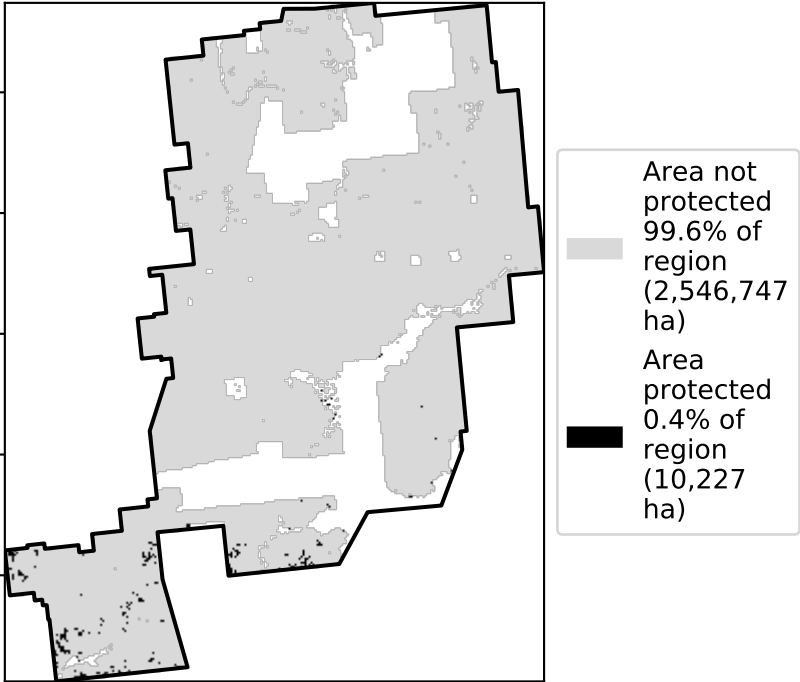 Area not
protected
99.6% of
region
(2,546,747
ha)
Area
protected
0.4% of
region
(10,227
ha)